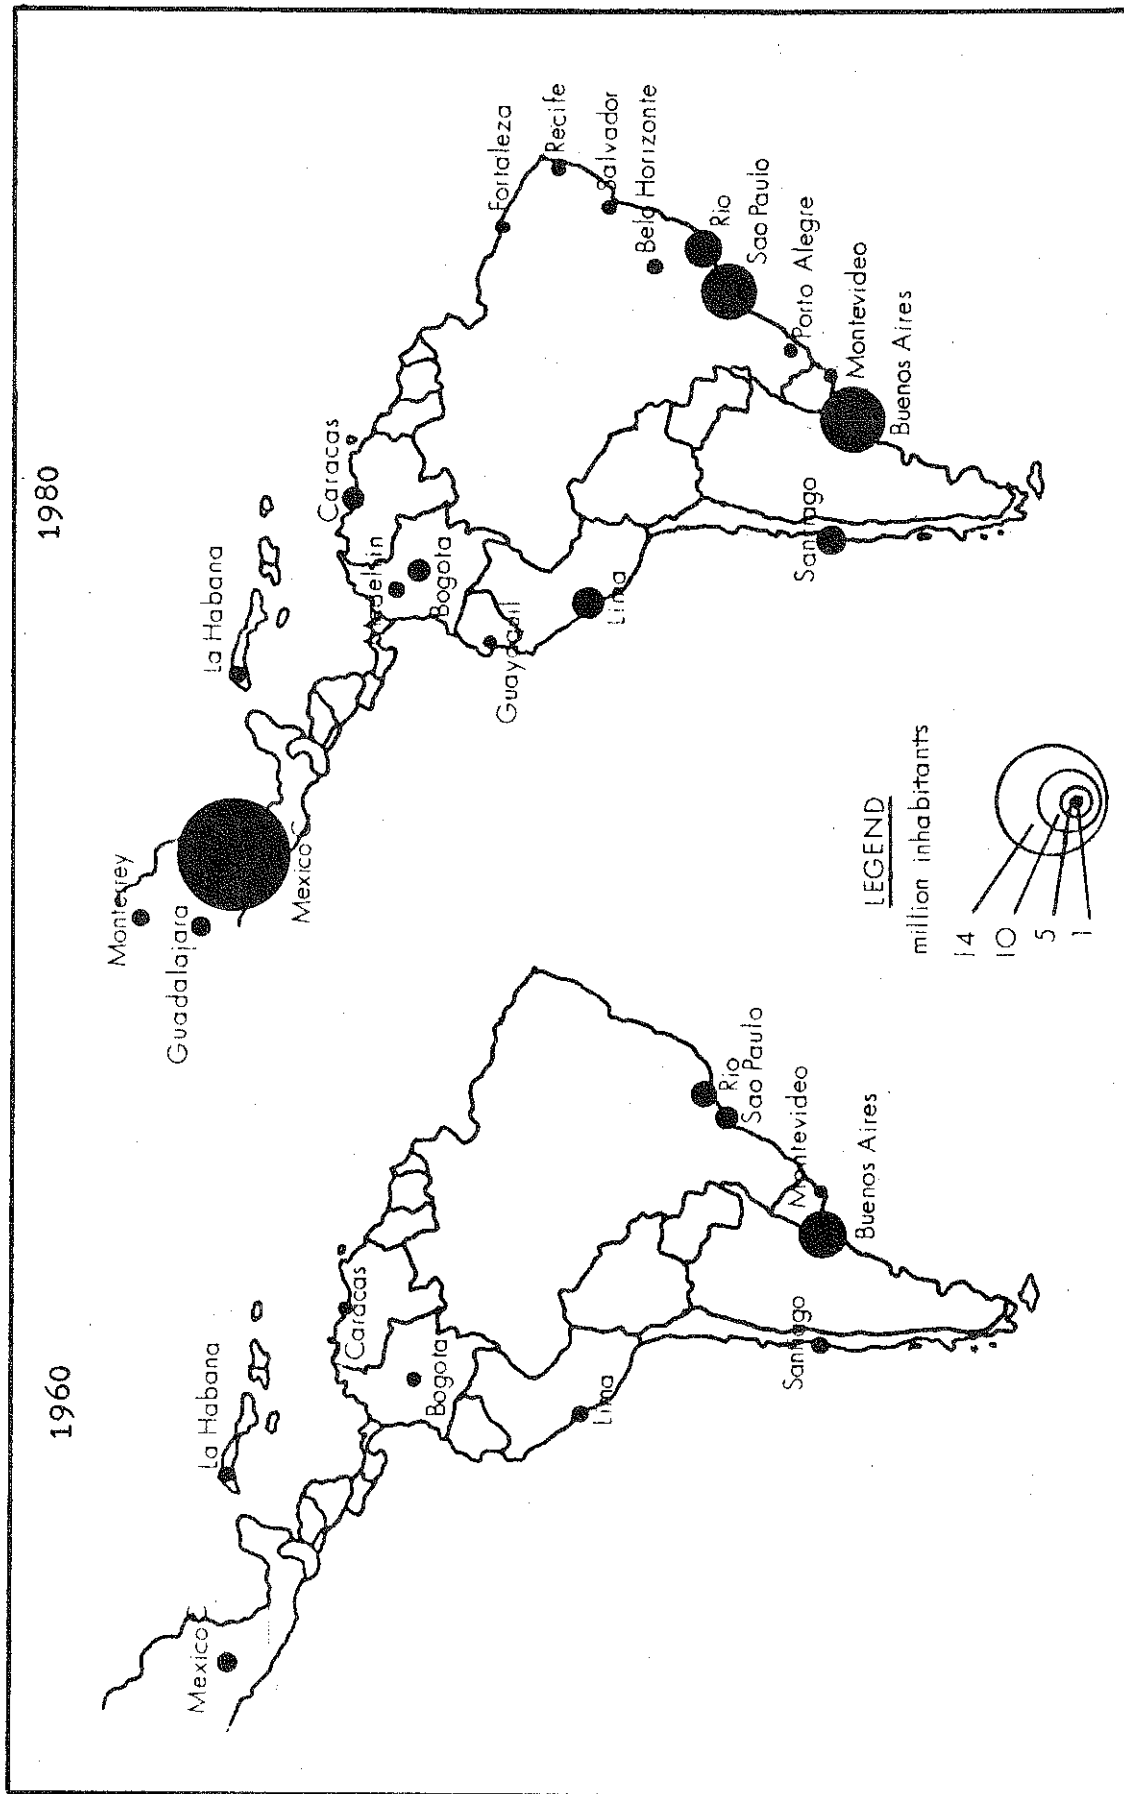 1960
Mexico C
La Habana
Caracas
Bogota
Lima
Santiago
Rio
Sao Paulo
Montevideo
Buenos Aires
1980
Monterrey
Guadalajara
Mexico C
La Habana
Caracas
Bogota
Guayaquil
Lima
Santiago
Fortaleza
Recife
Salvador
Belo Horizonte
Rio
Sao Paulo
Porto Alegre
Montevideo
Buenos Aires
LEGEND
million inhabitants
14
10
5
1